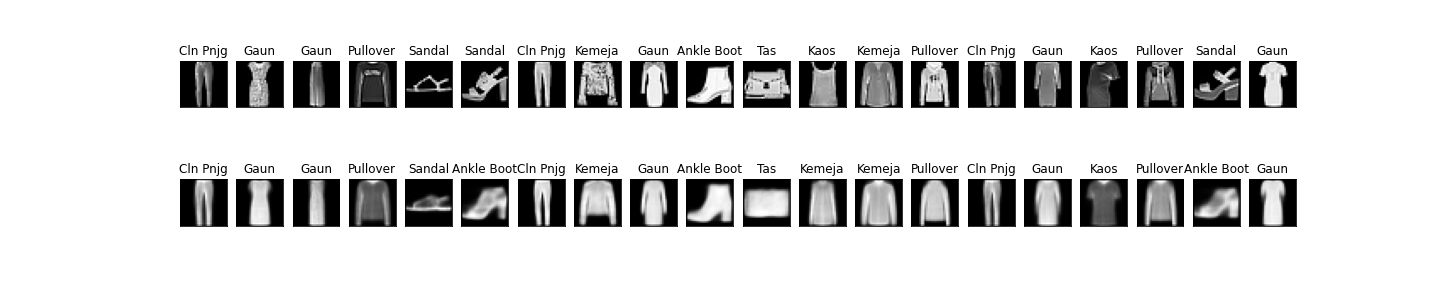 Cln Pnjg Gaun Gaun Pullover Sandal Sandal Cln Pnjg Kemeja Gaun Ankle Boot Tas Kaos Kemeja Pullover Cln Pnjg Gaun Kaos Pullover Sandal Gaun
Cln Pnjg Gaun Gaun Pullover Sandal Ankle Boot Cln Pnjg Kemeja Gaun Ankle Boot Tas Kemeja Kemeja Pullover Cln Pnjg Gaun Kaos Pullover Ankle Boot Gaun